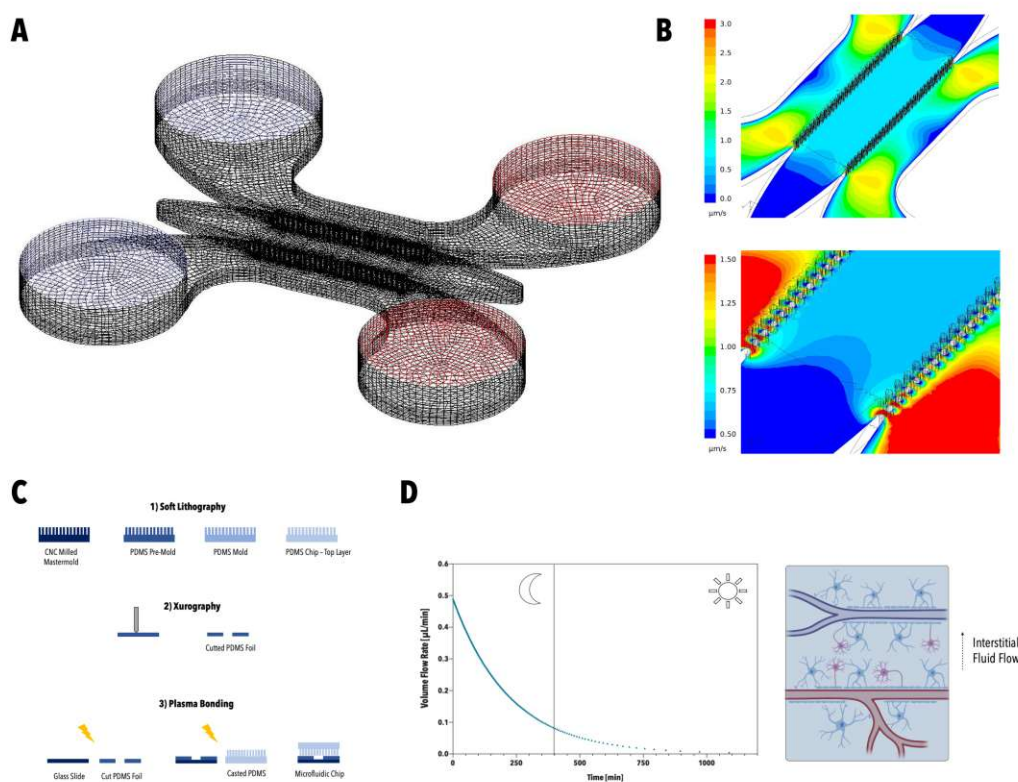 A
B
3.0
2.5
2.0
1.5
1.0
0.0
µm/s
1.50
1.25
1.00
0.75
0.50
µm/s
C
1) Soft Lithography
CNC Milled
Mastermold
PDMS Pre-Mold
PDMS Mold
PDMS Chip – Top Layer
2) Xurography
Cutted PDMS Foil
3) Plasma Bonding
Glass Slide
Cut PDMS Foil
Casted PDMS
Microfluidic Chip
D
Volume Flow Rate [µL/min]
0.6
0.5
0.4
0.3
0.2
0.1
0.0
0
250
500
750
1000
Time [min]
Interstitial
Fluid Flow